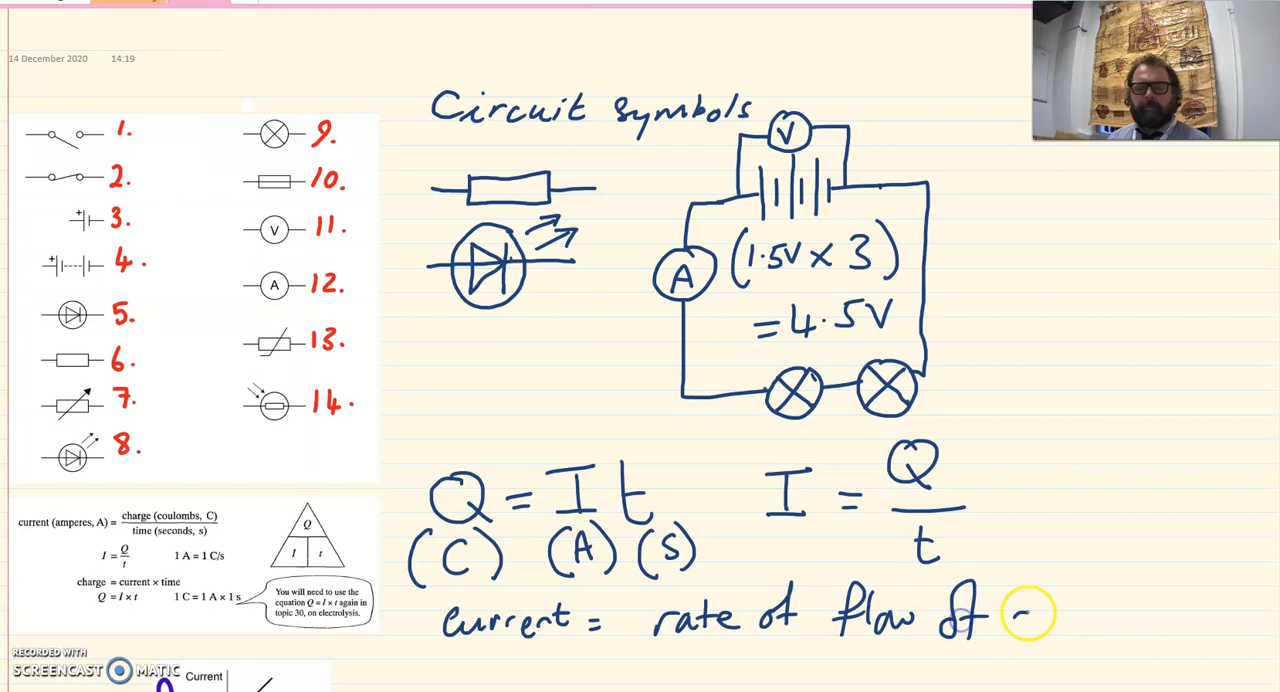 14 December 2020 14:19
Circuit symbols
1.
2.
+ 3.
+ 4.
5.
6.
7.
8.
9.
10.
V 11.
A 12.
13.
14.
V
A
(1.5V x 3)
= 4.5V
Q = I t
(C) (A) (S)
I = Q
t
current = rate of flow of
current (amperes, A) = charge (coulombs, C)
time (seconds, s)
I = Q
t
1 A = 1 C/s
charge = current × time
Q = I × t 1 C = 1 A × 1 s
Q
I t
You will need to use the
equation Q = I × t again in
topic 30, on electrolysis.
RECORDED WITH
SCREENCAST MATIC
Current